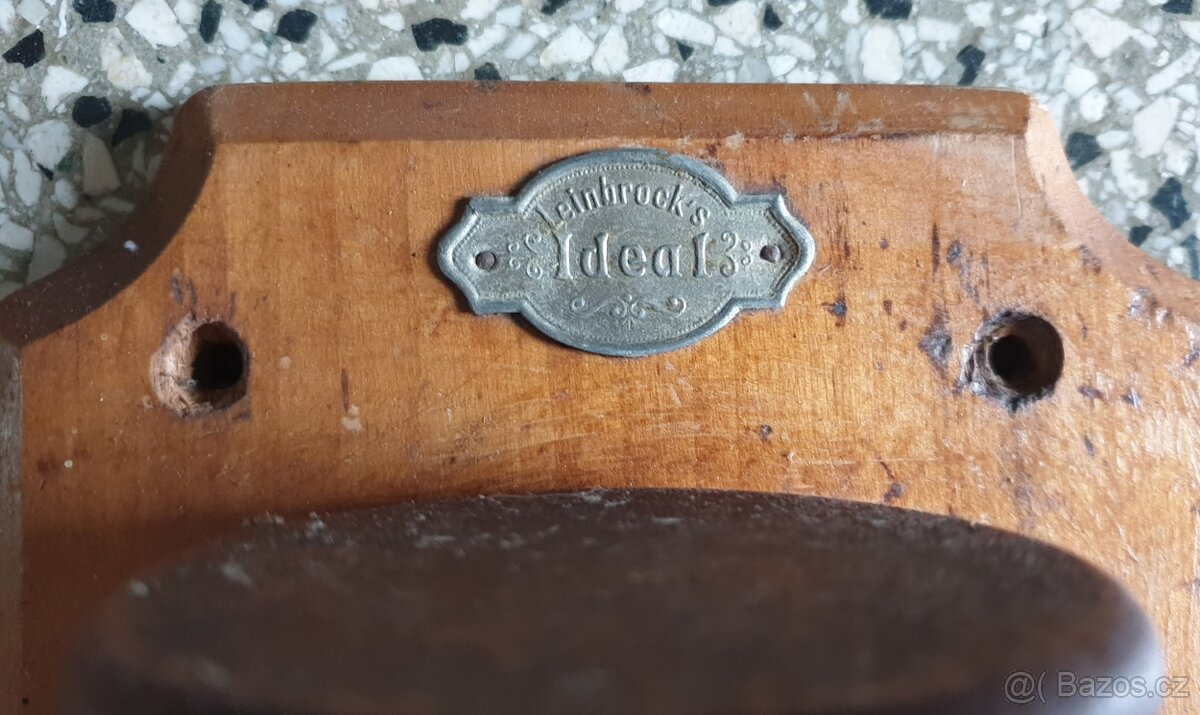 Leinbrock's
Ideal
@( Bazos.cz